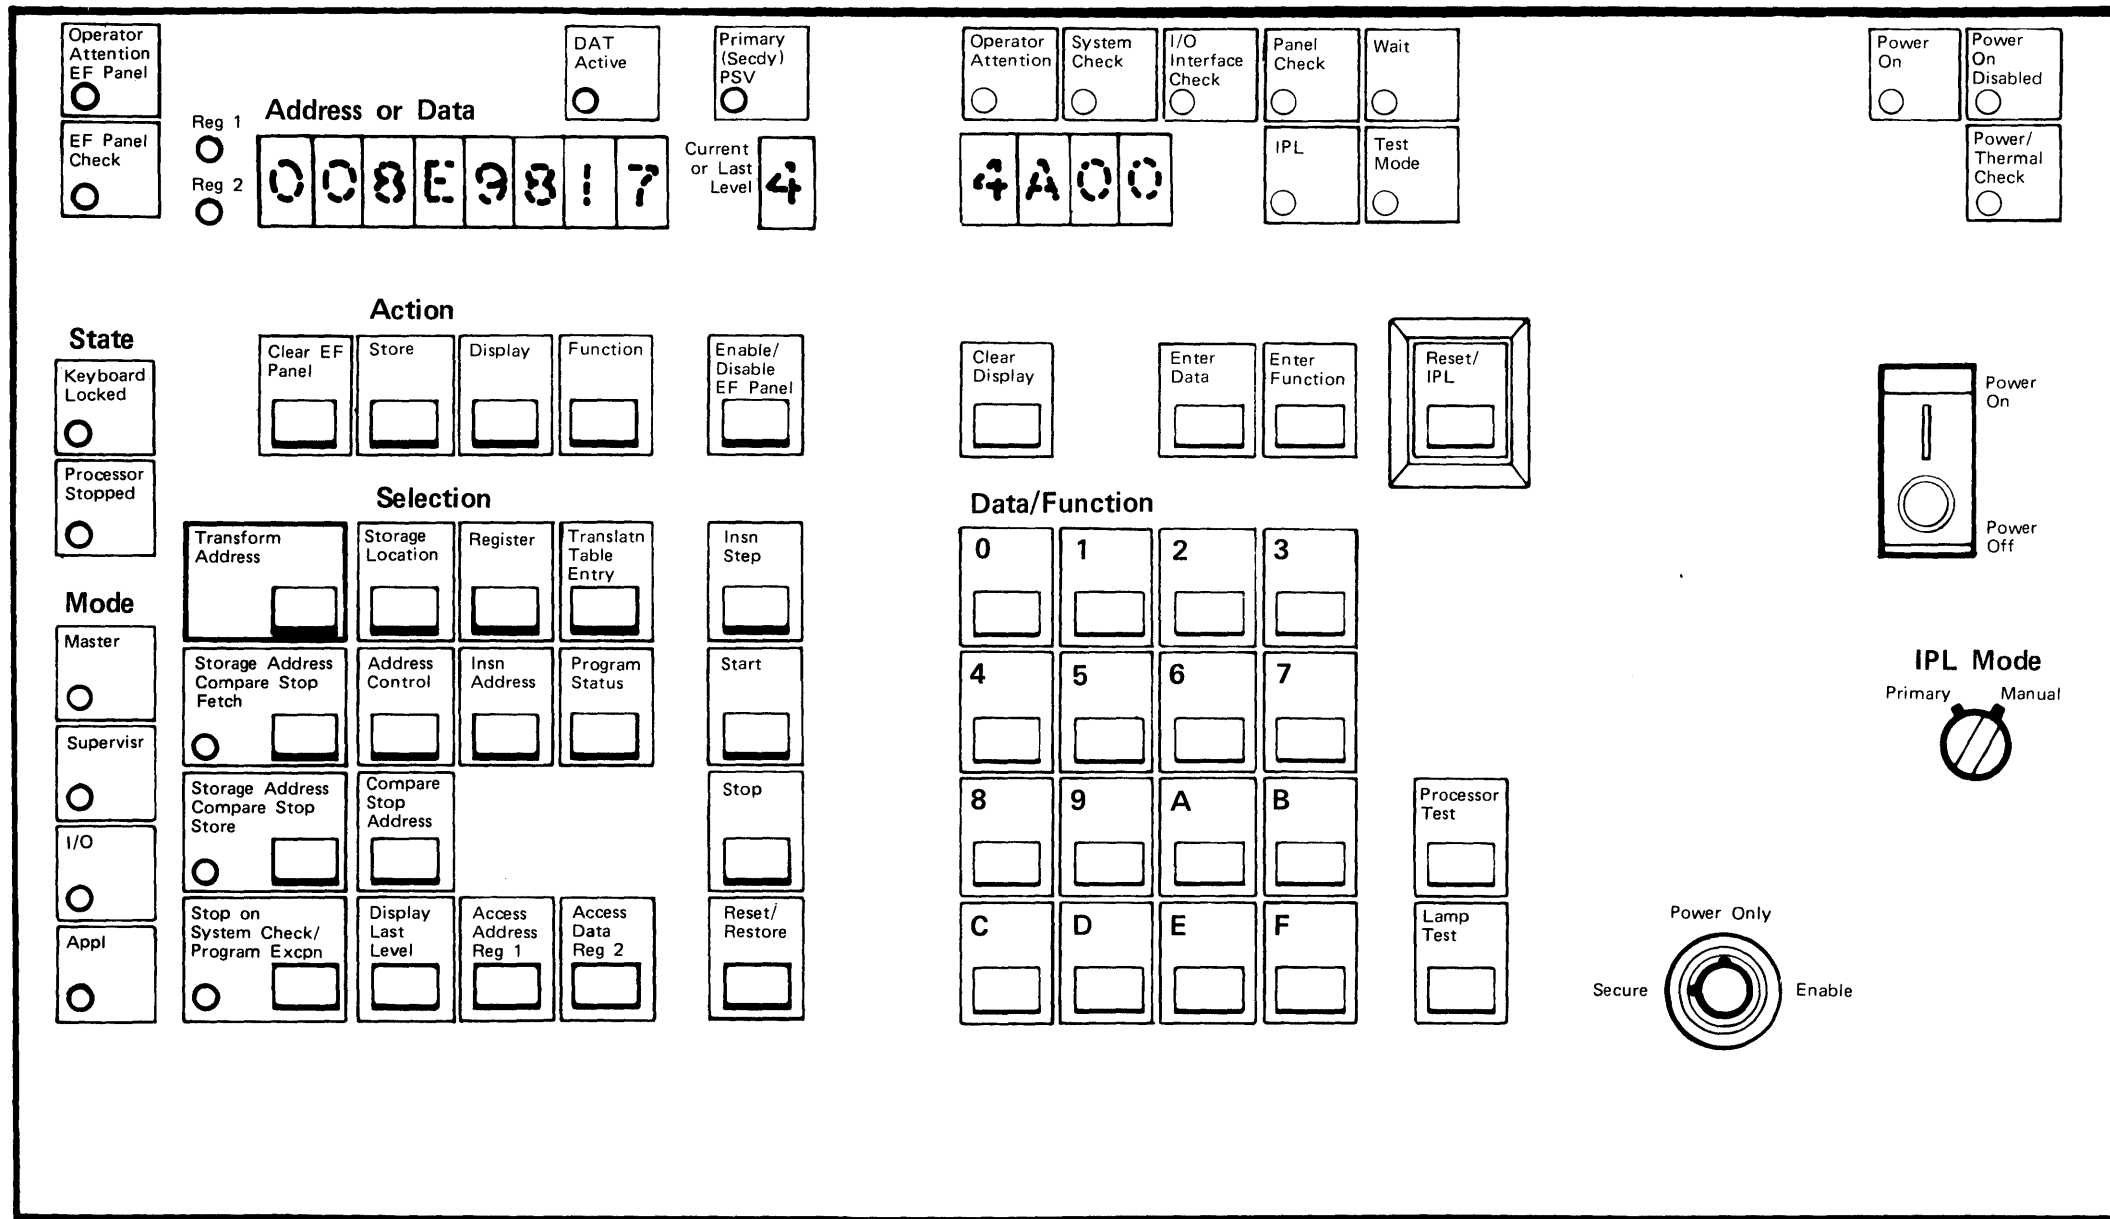 Operator
Attention
EF Panel
DAT
Active
Primary
(Secdy)
PSV
Operator
Attention
System
Check
I/O
Interface
Check
Panel
Check
Wait
Power
On
Power
On
Disabled
Address or Data
EF Panel
Check
Reg 1
Reg 2
008E9817
Current
or Last
Level
4
4A00
IPL
Test
Mode
Power/
Thermal
Check
Action
State
Keyboard
Locked
Clear EF
Panel
Store
Display
Function
Enable/
Disable
EF Panel
Clear
Display
Enter
Data
Enter
Function
Reset/
IPL
Power
On
Power
Off
Processor
Stopped
Selection
Data/Function
Transform
Address
Storage
Location
Register
Translatn
Table
Entry
Insn
Step
0
1
2
3
Mode
Master
Storage Address
Compare Stop
Fetch
Address
Control
Insn
Address
Program
Status
Start
4
5
6
7
IPL Mode
Primary
Manual
Supervisr
Storage Address
Compare Stop
Store
Compare
Stop
Address
Stop
8
9
A
B
Processor
Test
I/O
Stop on
System Check/
Program Excpn
Display
Last
Level
Access
Address
Reg 1
Access
Data
Reg 2
Reset/
Restore
C
D
E
F
Lamp
Test
Power Only
Secure
Enable
Appl